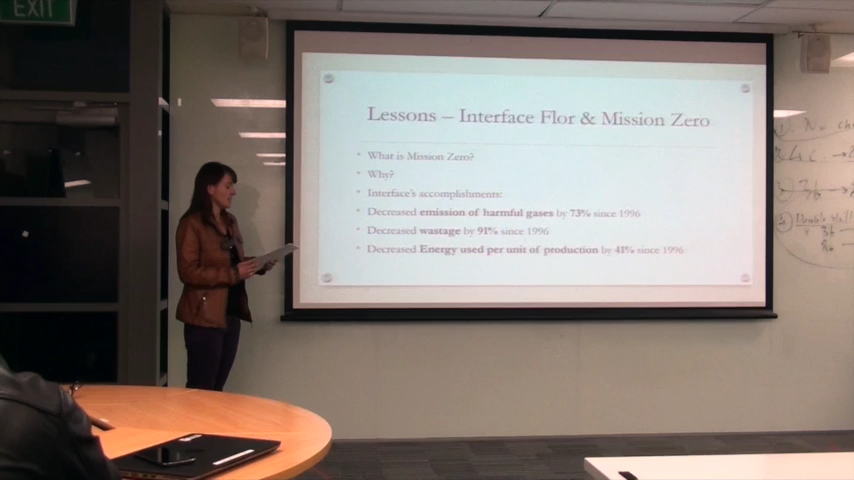 EXIT
Lessons – Interface Flor & Mission Zero
• What is Mission Zero?
• Why?
• Interface's accomplishments:
• Decreased emission of harmful gases by 73% since 1996
• Decreased wastage by 91% since 1996
• Decreased Energy used per unit of production by 41% since 1996